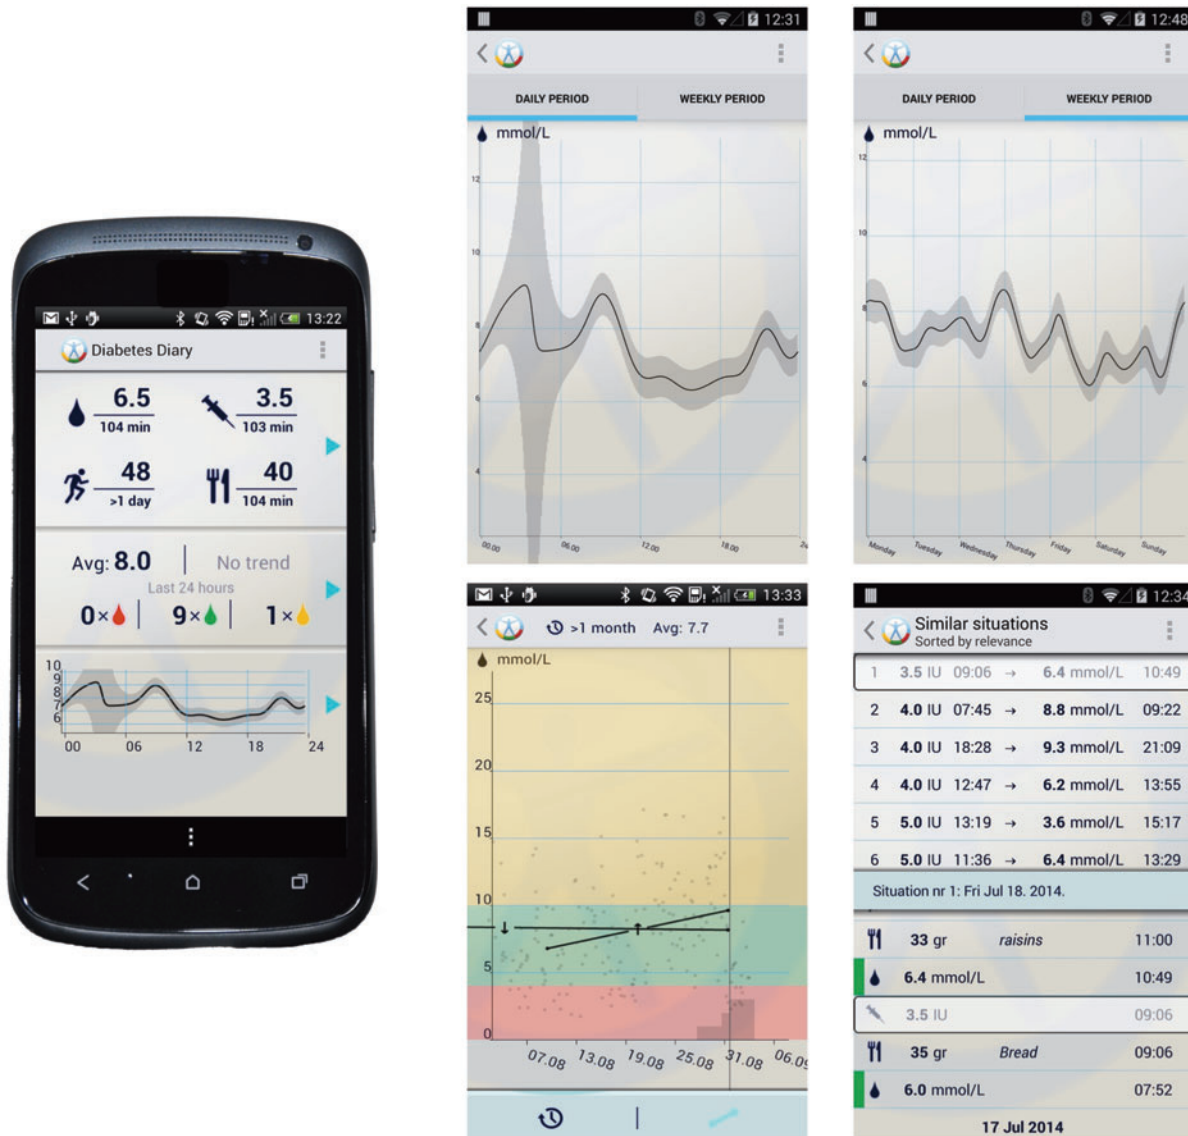 13:22
Diabetes Diary
6.5
104 min
3.5
103 min
48
>1 day
40
104 min
Avg: 8.0 | No trend
Last 24 hours
0× | 9× | 1×
10
9
8
7
6
00 06 12 18 24
12:31
DAILY PERIOD WEEKLY PERIOD
mmol/L
12
10
8
6
4
00.00 06.00 12.00 18.00 24
12:48
DAILY PERIOD WEEKLY PERIOD
mmol/L
12
10
8
6
4
Monday Tuesday Wednesday Thursday Friday Saturday Sunday
13:33
>1 month Avg: 7.7
mmol/L
25
20
15
10
5
0
07.08 13.08 19.08 25.08 31.08 06.09
12:34
Similar situations
Sorted by relevance
1 3.5 IU 09:06 → 6.4 mmol/L 10:49
2 4.0 IU 07:45 → 8.8 mmol/L 09:22
3 4.0 IU 18:28 → 9.3 mmol/L 21:09
4 4.0 IU 12:47 → 6.2 mmol/L 13:55
5 5.0 IU 13:19 → 3.6 mmol/L 15:17
6 5.0 IU 11:36 → 6.4 mmol/L 13:29
Situation nr 1: Fri Jul 18. 2014.
33 gr raisins 11:00
6.4 mmol/L 10:49
3.5 IU 09:06
35 gr Bread 09:06
6.0 mmol/L 07:52
17 Jul 2014